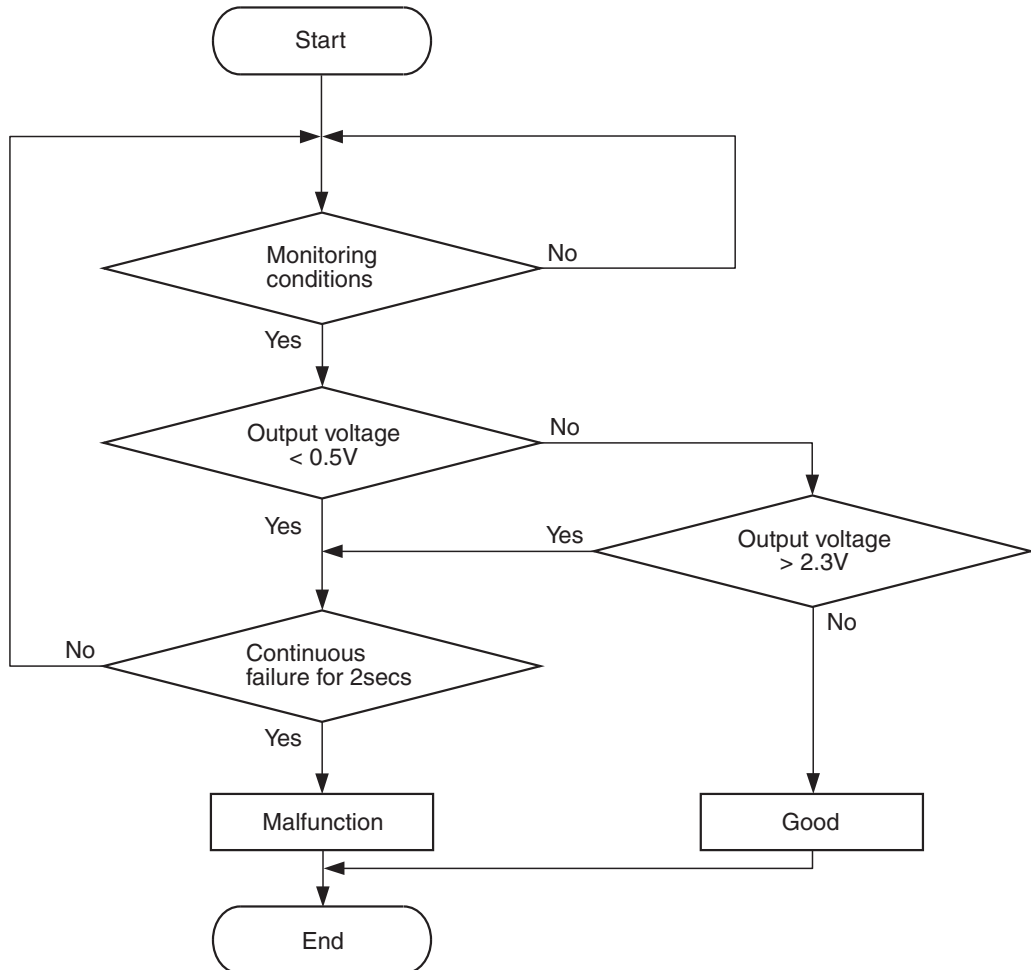 Start
Monitoring
conditions
No
Yes
Output voltage
< 0.5V
No
Yes
Yes
Output voltage
> 2.3V
No
No
Continuous
failure for 2secs
Yes
Malfunction
Good
End